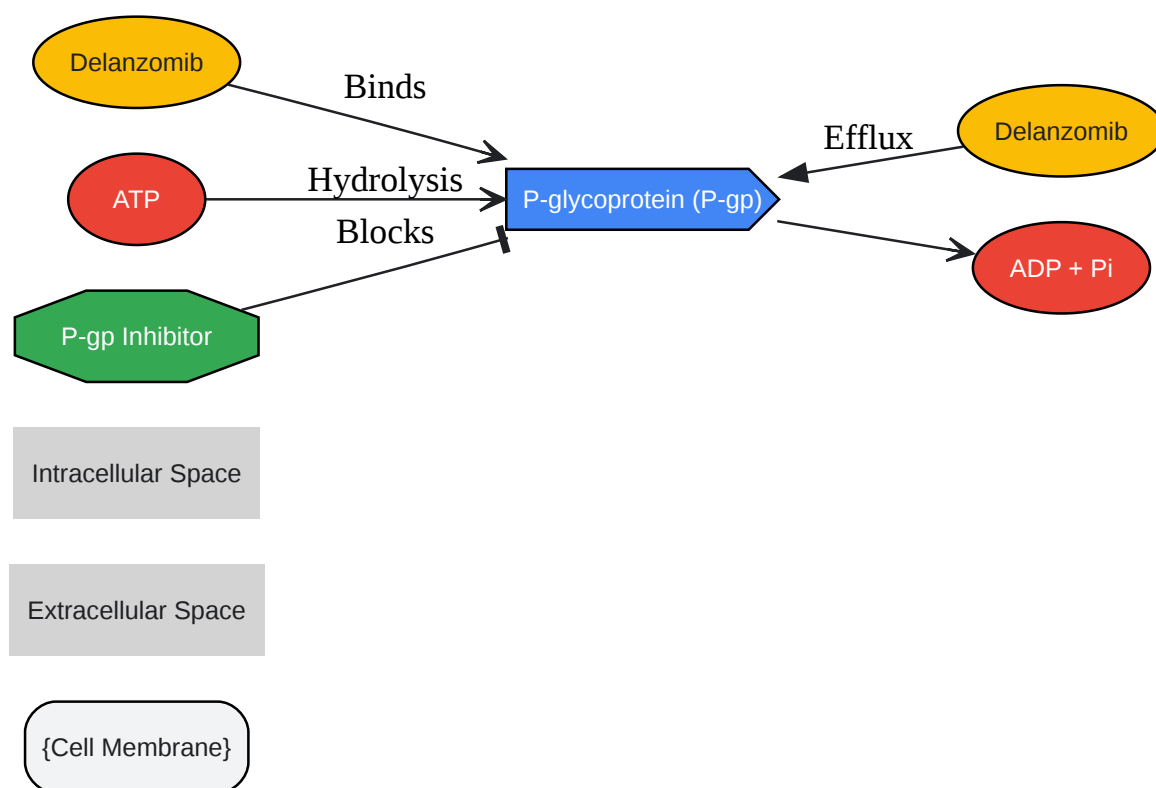 Delanzomib
Binds
Efflux
Delanzomib
ATP
Hydrolysis
P-glycoprotein (P-gp)
Blocks
ADP + Pi
P-gp Inhibitor
Intracellular Space
Extracellular Space
{Cell Membrane}